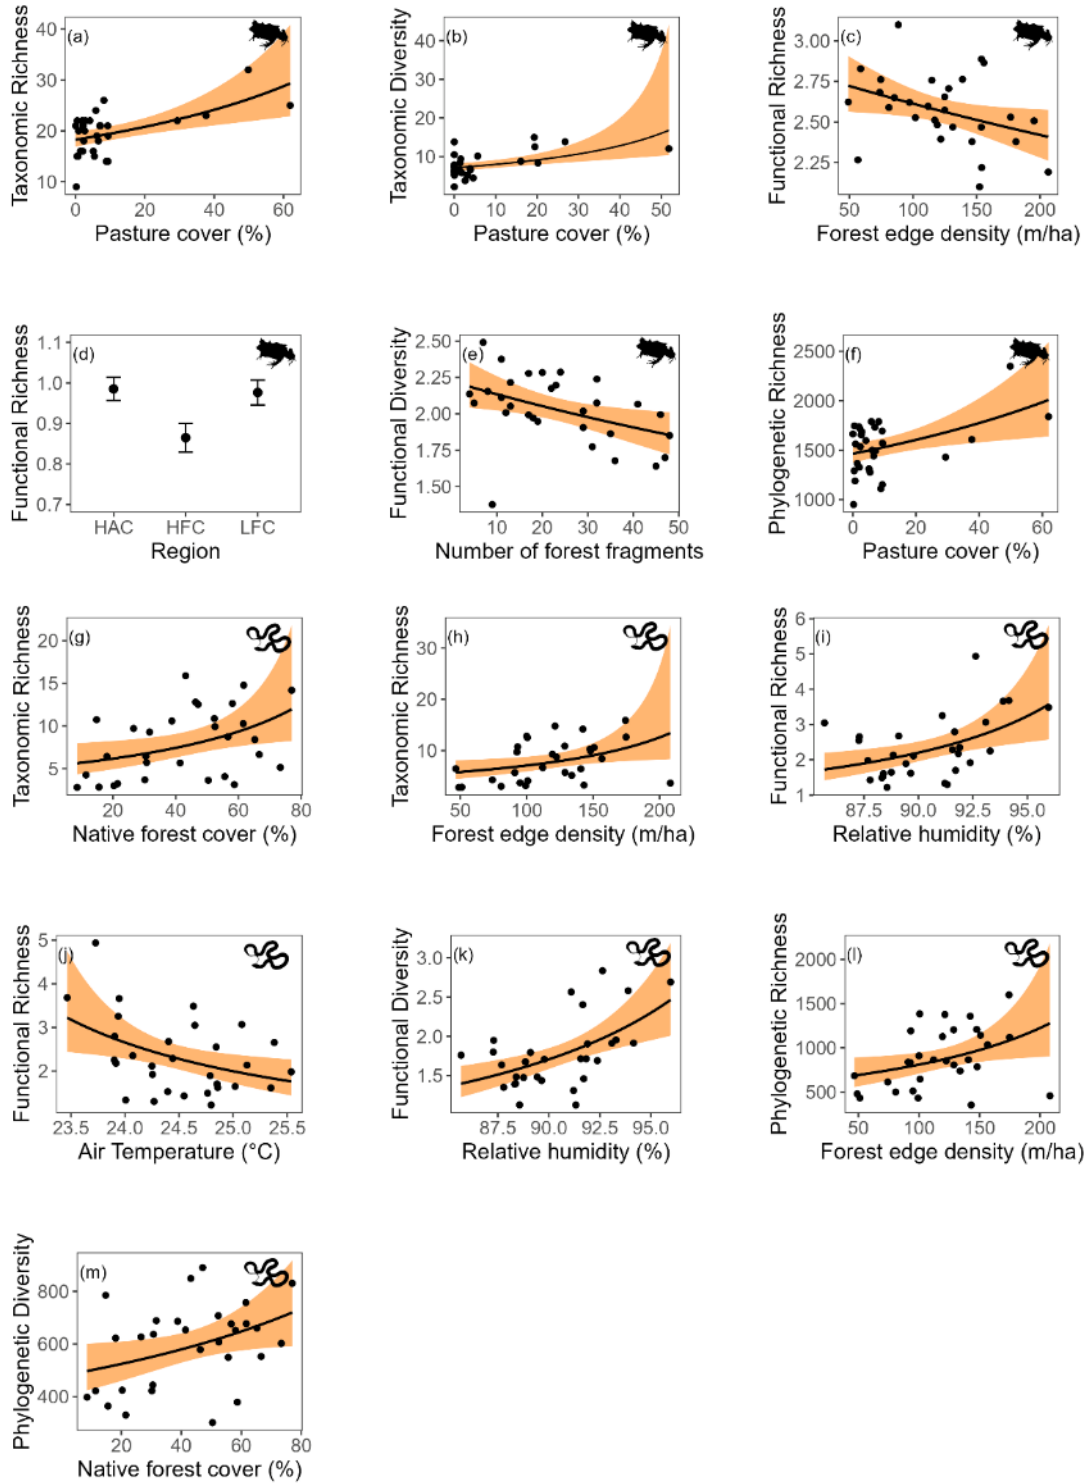 Taxonomic Richness
(a)
40
30
20
10
0
20
40
60
Pasture cover (%)
Taxonomic Diversity
(b)
40
30
20
10
0
10
20
30
40
50
Pasture cover (%)
Functional Richness
(c)
3.00
2.75
2.50
2.25
50
100
150
200
Forest edge density (m/ha)
Functional Richness
(d)
1.1
1.0
0.9
0.8
0.7
HAC
HFC
LFC
Region
Functional Diversity
(e)
2.50
2.25
2.00
1.75
1.50
10
20
30
40
50
Number of forest fragments
Phylogenetic Richness
(f)
2500
2000
1500
1000
0
20
40
60
Pasture cover (%)
Taxonomic Richness
(g)
20
15
10
5
20
40
60
80
Native forest cover (%)
Taxonomic Richness
(h)
30
20
10
50
100
150
200
Forest edge density (m/ha)
Functional Richness
(i)
6
5
4
3
2
1
87.5
90.0
92.5
95.0
Relative humidity (%)
Functional Richness
(j)
5
4
3
2
23.5
24.0
24.5
25.0
25.5
Air Temperature (°C)
Functional Diversity
(k)
3.0
2.5
2.0
1.5
87.5
90.0
92.5
95.0
Relative humidity (%)
Phylogenetic Richness
(l)
2000
1500
1000
500
50
100
150
200
Forest edge density (m/ha)
Phylogenetic Diversity
(m)
800
600
400
20
40
60
80
Native forest cover (%)